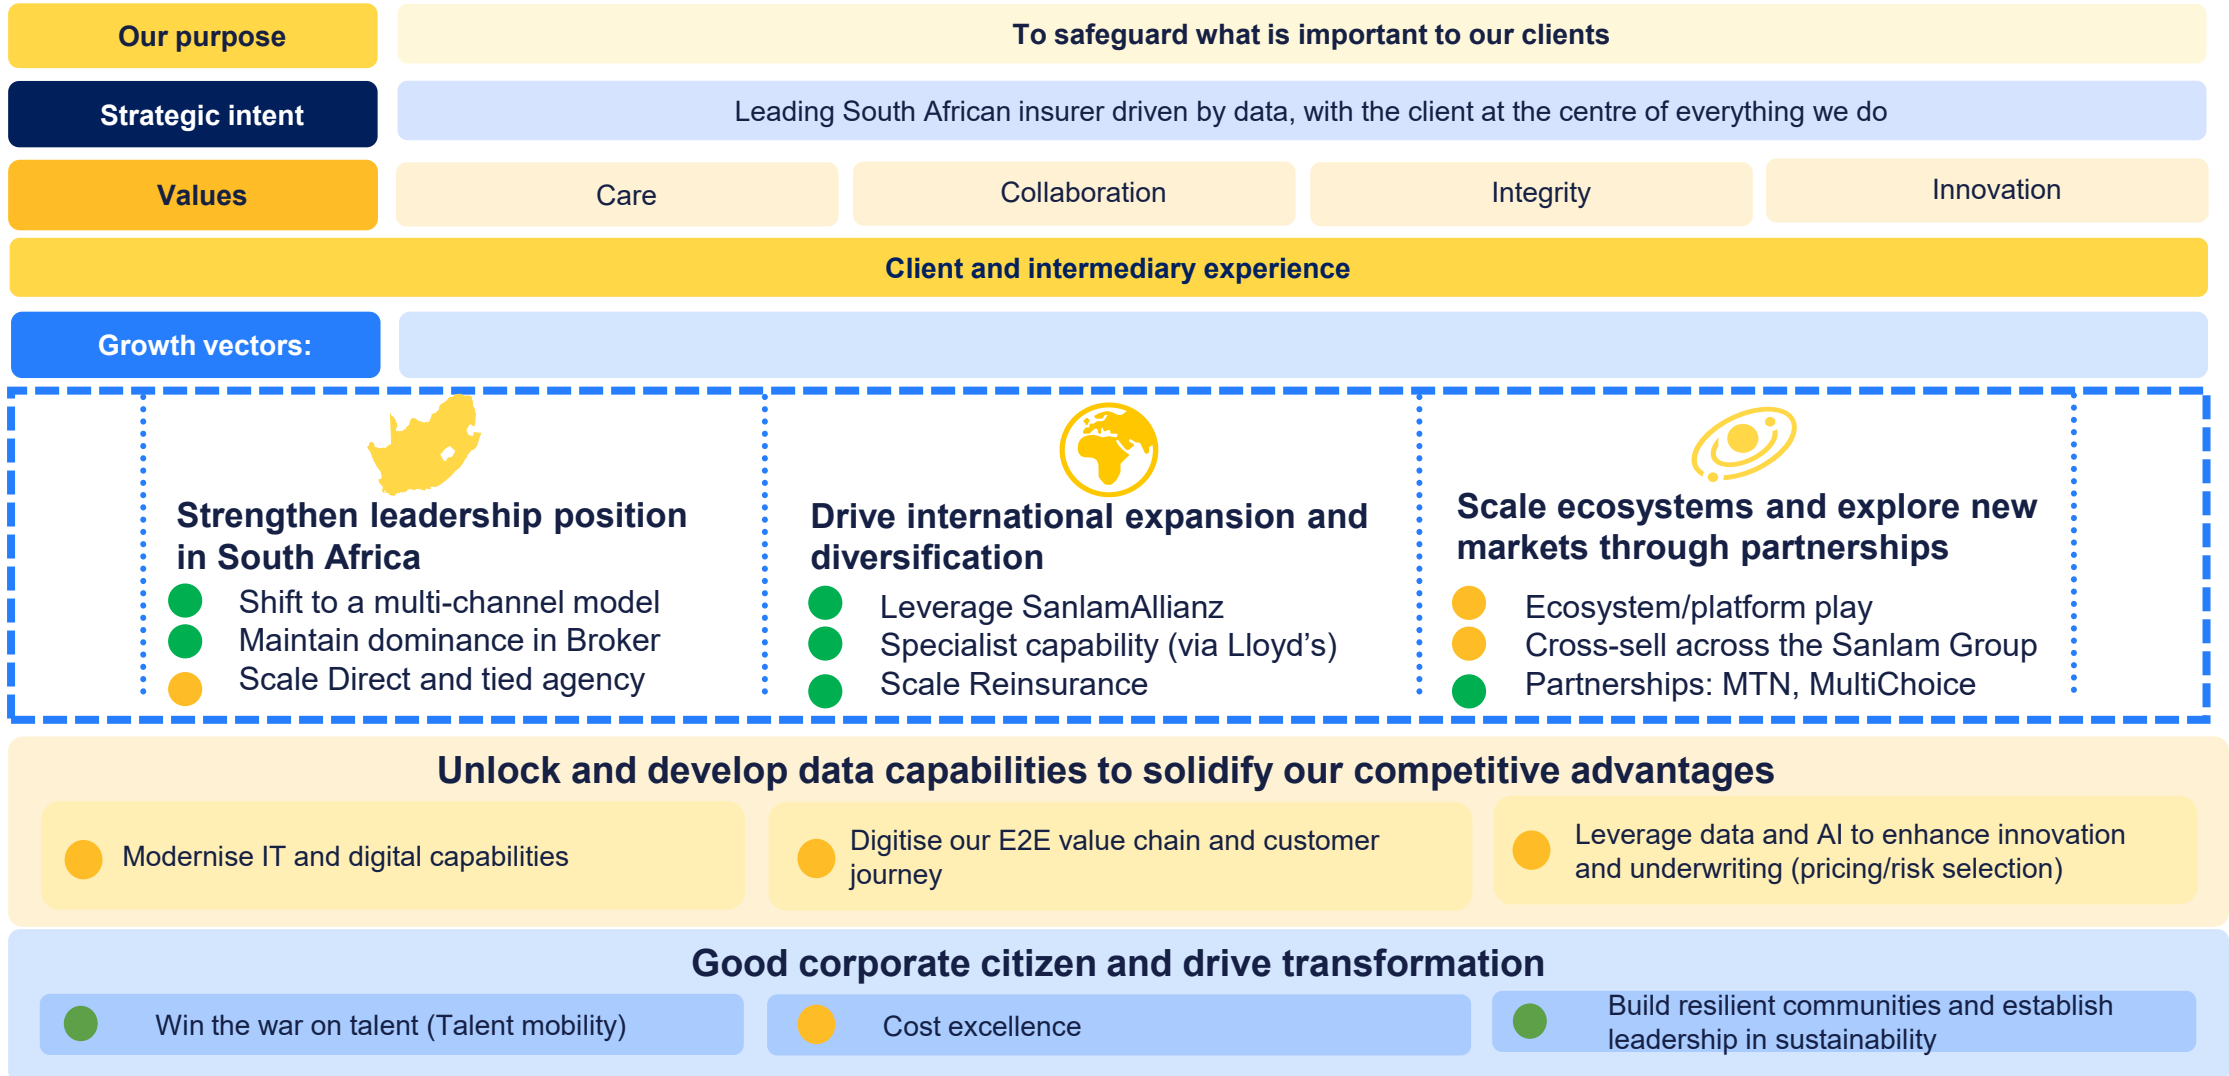 Our purpose
To safeguard what is important to our clients
Strategic intent
Leading South African insurer driven by data, with the client at the centre of everything we do
Values
Care
Collaboration
Integrity
Innovation
Client and intermediary experience
Growth vectors:
Strengthen leadership position
in South Africa
Shift to a multi-channel model
Maintain dominance in Broker
Scale Direct and tied agency
Drive international expansion and
diversification
Leverage SanlamAllianz
Specialist capability (via Lloyd’s)
Scale Reinsurance
Scale ecosystems and explore new
markets through partnerships
Ecosystem/platform play
Cross-sell across the Sanlam Group
Partnerships: MTN, MultiChoice
Unlock and develop data capabilities to solidify our competitive advantages
Modernise IT and digital capabilities
Digitise our E2E value chain and customer
journey
Leverage data and AI to enhance innovation
and underwriting (pricing/risk selection)
Good corporate citizen and drive transformation
Win the war on talent (Talent mobility)
Cost excellence
Build resilient communities and establish
leadership in sustainability